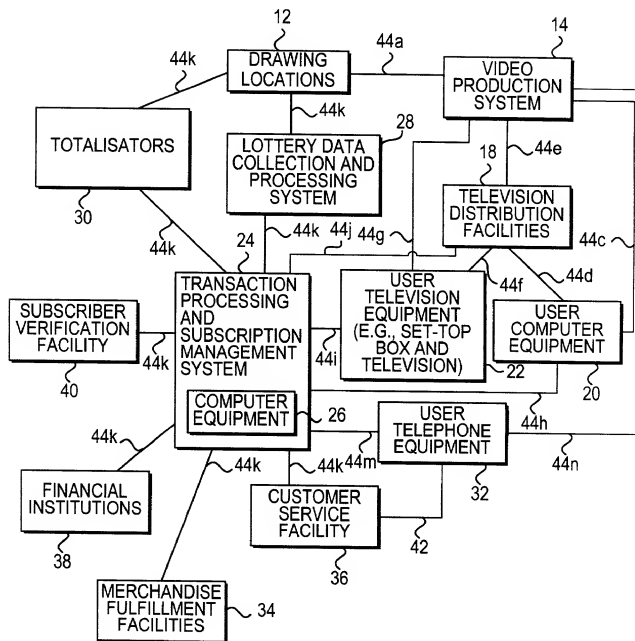 12
14
44k
DRAWING
LOCATIONS
44a
VIDEO
PRODUCTION
SYSTEM
44k
28
TOTALISATORS
LOTTERY DATA
COLLECTION AND
PROCESSING
SYSTEM
18
44e
30
TELEVISION
DISTRIBUTION
FACILITIES
44k
24
44k
44j
44g
44c
44f
44d
TRANSACTION
PROCESSING
AND
SUBSCRIPTION
MANAGEMENT
SYSTEM
USER
TELEVISION
EQUIPMENT
(E.G., SET-TOP
BOX AND
TELEVISION)
USER
COMPUTER
EQUIPMENT
SUBSCRIBER
VERIFICATION
FACILITY
44k
44i
22
20
40
COMPUTER
EQUIPMENT
26
44h
44k
USER
TELEPHONE
EQUIPMENT
44k
44k
44m
44n
32
FINANCIAL
INSTITUTIONS
CUSTOMER
SERVICE
FACILITY
42
38
36
MERCHANDISE
FULFILLMENT
FACILITIES
34